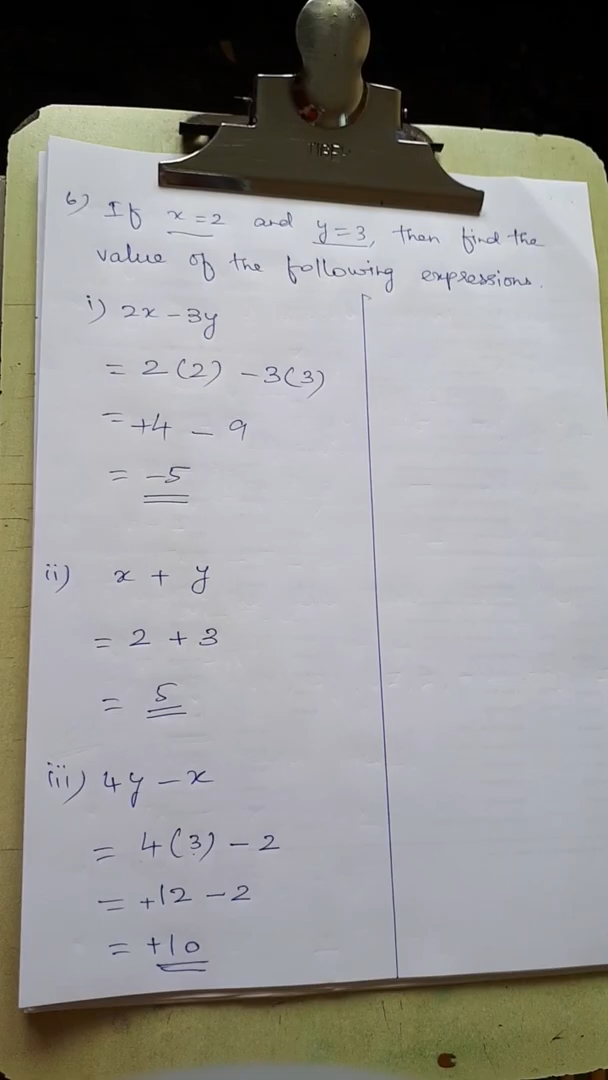 6) If x = 2 and y = 3, then find the
value of the following expressions.
i) 2x - 3y
= 2(2) - 3(3)
= +4 - 9
= -5
ii) x + y
= 2 + 3
= 5
iii) 4y - x
= 4(3) - 2
= +12 - 2
= +10